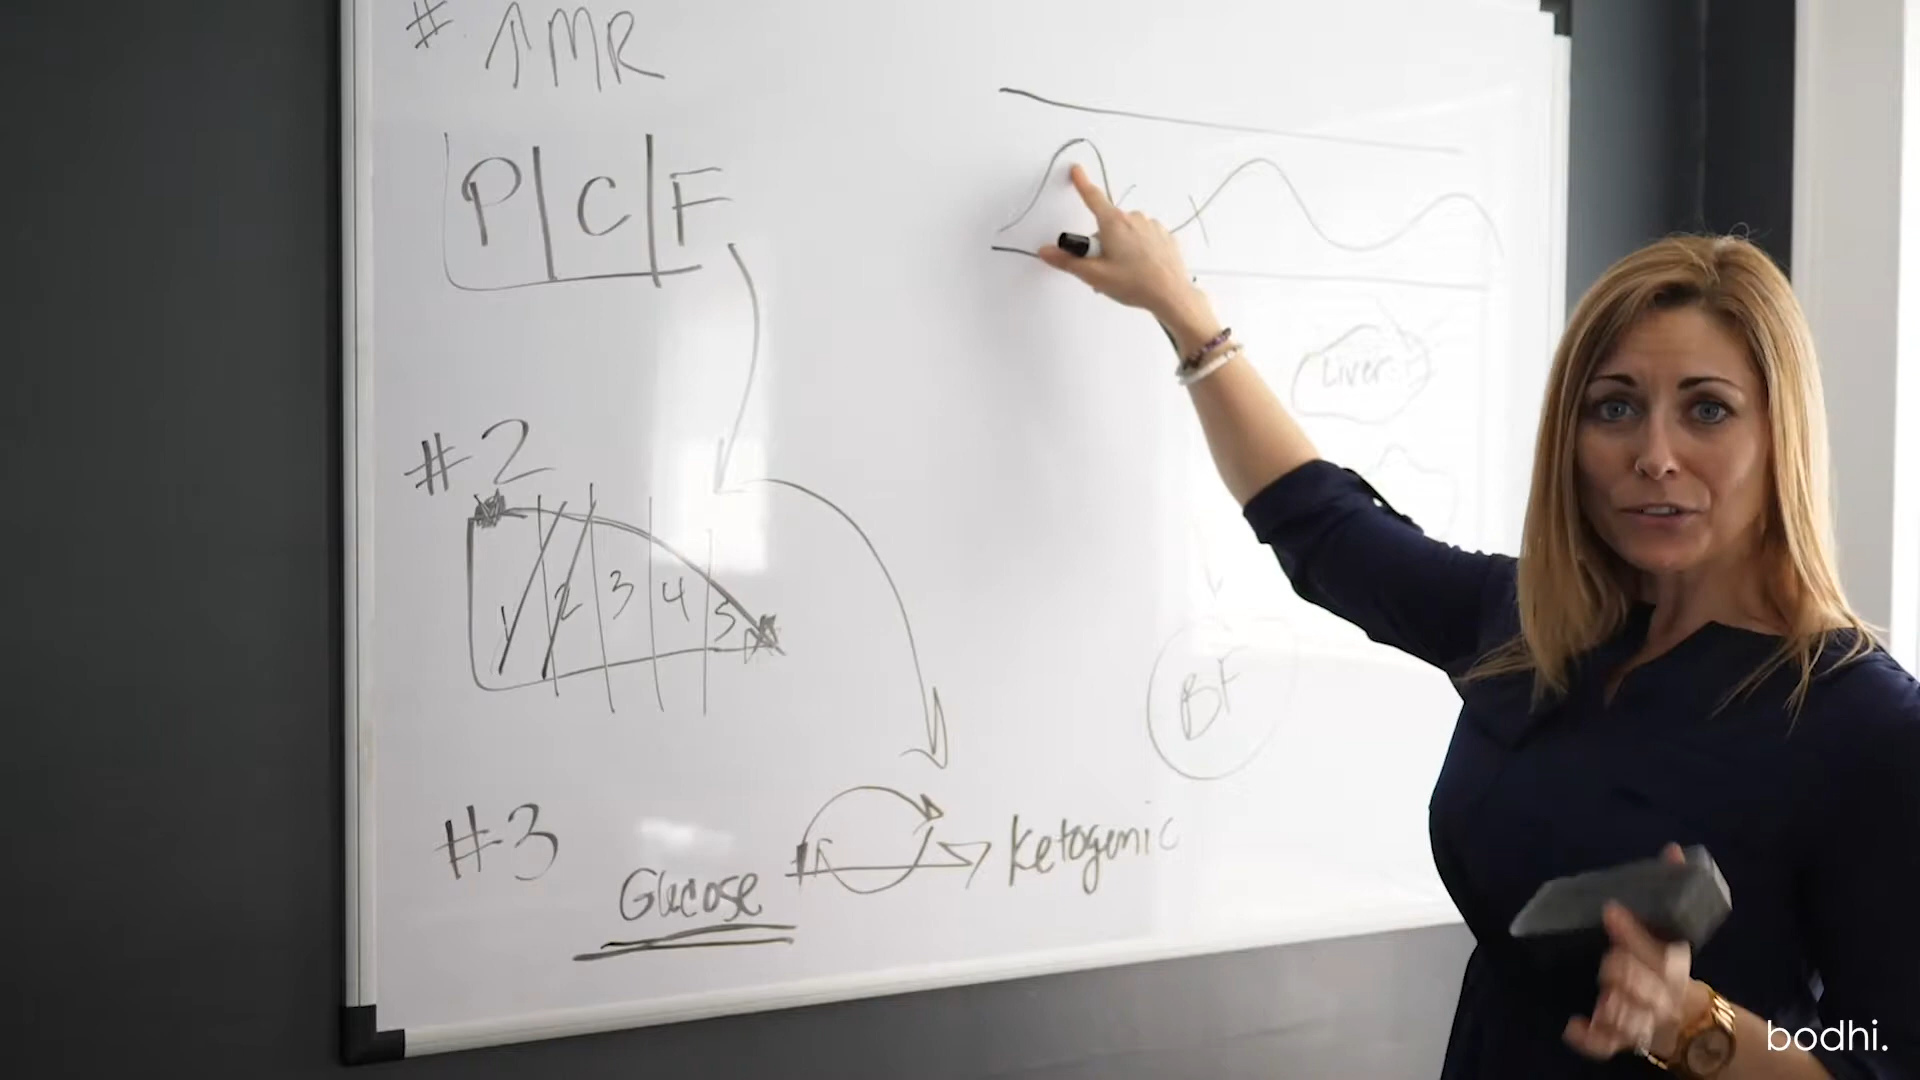 # ↑MR
P C F
Liver
#2
1 2 3 4 5
BF
#3
Glucose
Ketogenic
bodhi.